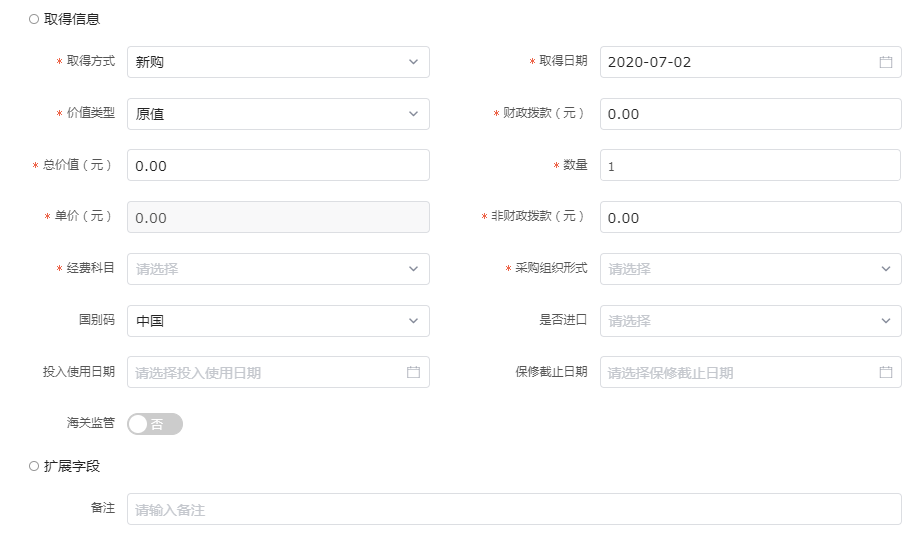 取得信息
* 取得方式 新购 * 取得日期 2020-07-02
* 价值类型 原值 * 财政拨款（元） 0.00
* 总价值（元） 0.00 * 数量 1
* 单价（元） 0.00 * 非财政拨款（元） 0.00
* 经费科目 请选择 * 采购组织形式 请选择
国别码 中国 是否进口 请选择
投入使用日期 请选择投入使用日期 保修截止日期 请选择保修截止日期
海关监管 否
扩展字段
备注 请输入备注